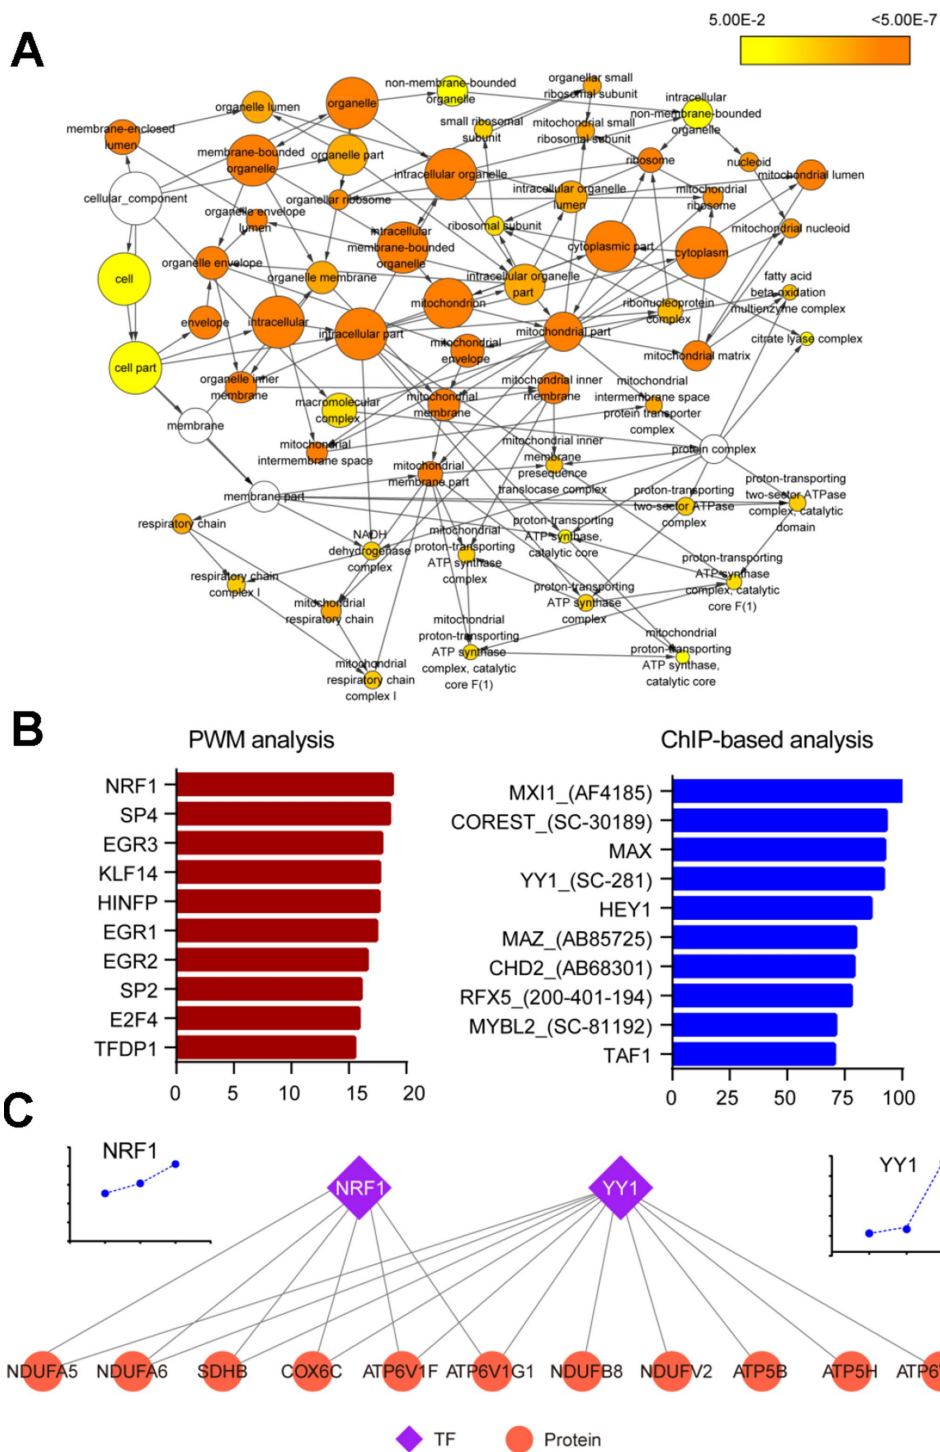 5.00E-2
<5.00E-7
A
non-membrane-bounded
organelle
organellar small
ribosomal subunit
organelle lumen
organelle
intracellular
non-membrane-bounded
organelle
small ribosomal
subunit
mitochondrial small
ribosomal subunit
membrane-enclosed
lumen
membrane-bounded
organelle
organelle part
intracellular organelle
ribosome
nucleoid
mitochondrial lumen
cellular_component
organellar ribosome
intracellular organelle
lumen
mitochondrial
ribosome
organelle envelope
lumen
intracellular
membrane-bounded
organelle
ribosomal subunit
cytoplasmic part
cytoplasm
mitochondrial nucleoid
cell
organelle envelope
organelle membrane
intracellular organelle
part
fatty acid
beta-oxidation
multienzyme complex
envelope
intracellular
intracellular part
mitochondrion
mitochondrial part
ribonucleoprotein
complex
citrate lyase complex
mitochondrial
envelope
mitochondrial matrix
cell part
organelle inner
membrane
macromolecular
complex
mitochondrial
membrane
mitochondrial inner
membrane
mitochondrial
intermembrane space
protein transporter
complex
membrane
mitochondrial
intermembrane space
mitochondrial
membrane part
mitochondrial inner
membrane
presequence
translocase complex
protein complex
membrane part
proton-transporting
two-sector ATPase
complex
proton-transporting
two-sector ATPase
complex, catalytic
domain
respiratory chain
NADH
dehydrogenase
complex
mitochondrial
proton-transporting
ATP synthase
complex
proton-transporting
ATP synthase,
catalytic core
respiratory chain
complex I
mitochondrial
respiratory chain
proton-transporting
ATP synthase
complex
proton-transporting
ATP synthase
complex, catalytic
core F(1)
mitochondrial
respiratory chain
complex I
mitochondrial
proton-transporting
ATP synthase
complex, catalytic
core F(1)
mitochondrial
proton-transporting
ATP synthase,
catalytic core
B
PWM analysis
NRF1
SP4
EGR3
KLF14
HINFP
EGR1
EGR2
SP2
E2F4
TFDP1
0 5 10 15 20
ChIP-based analysis
MXI1_(AF4185)
COREST_(SC-30189)
MAX
YY1_(SC-281)
HEY1
MAZ_(AB85725)
CHD2_(AB68301)
RFX5_(200-401-194)
MYBL2_(SC-81192)
TAF1
0 25 50 75 100
C
NRF1
NRF1
YY1
YY1
NDUFA5 NDUFA6 SDHB COX6C ATP6V1F ATP6V1G1 NDUFB8 NDUFV2 ATP5B ATP5H
TF Protein